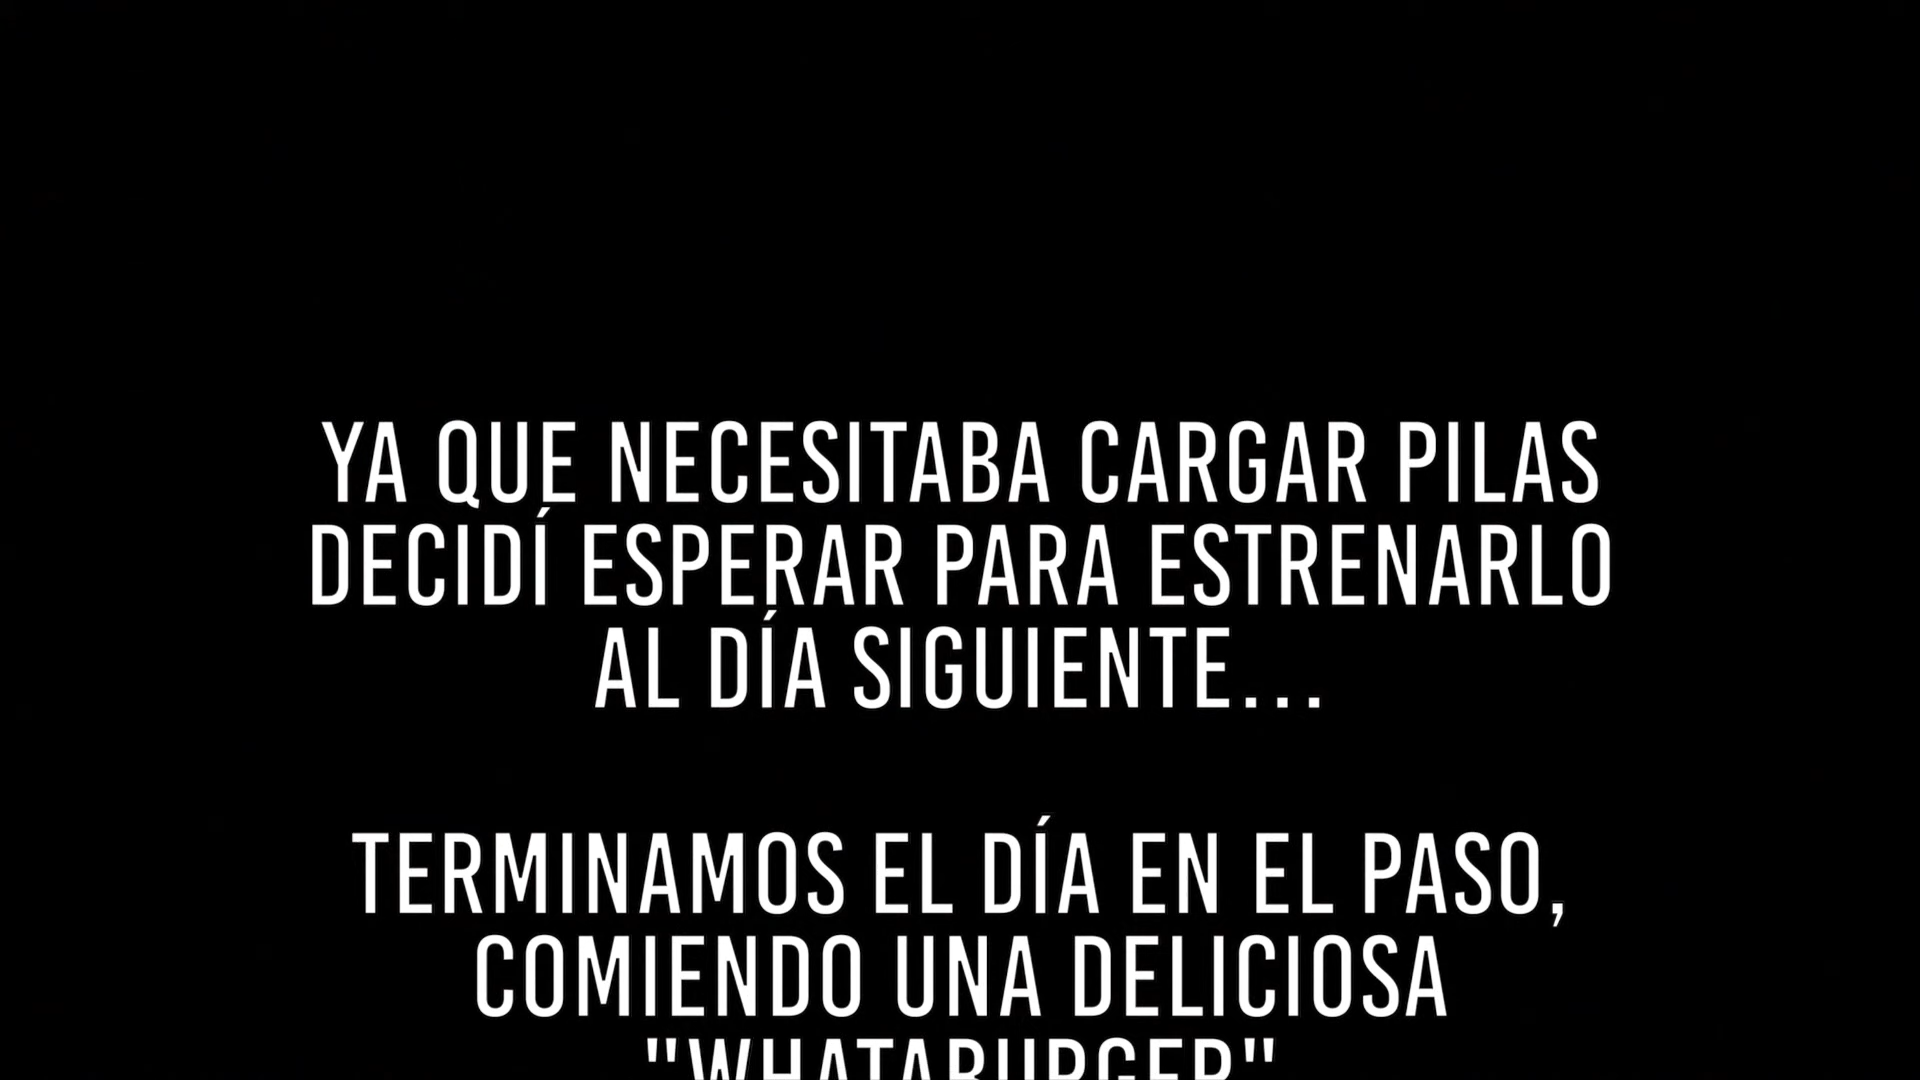 YA QUE NECESITABA CARGAR PILAS
DECIDÍ ESPERAR PARA ESTRENARLO
AL DÍA SIGUIENTE...
TERMINAMOS EL DÍA EN EL PASO,
COMIENDO UNA DELICIOSA
"WHATABURGER"